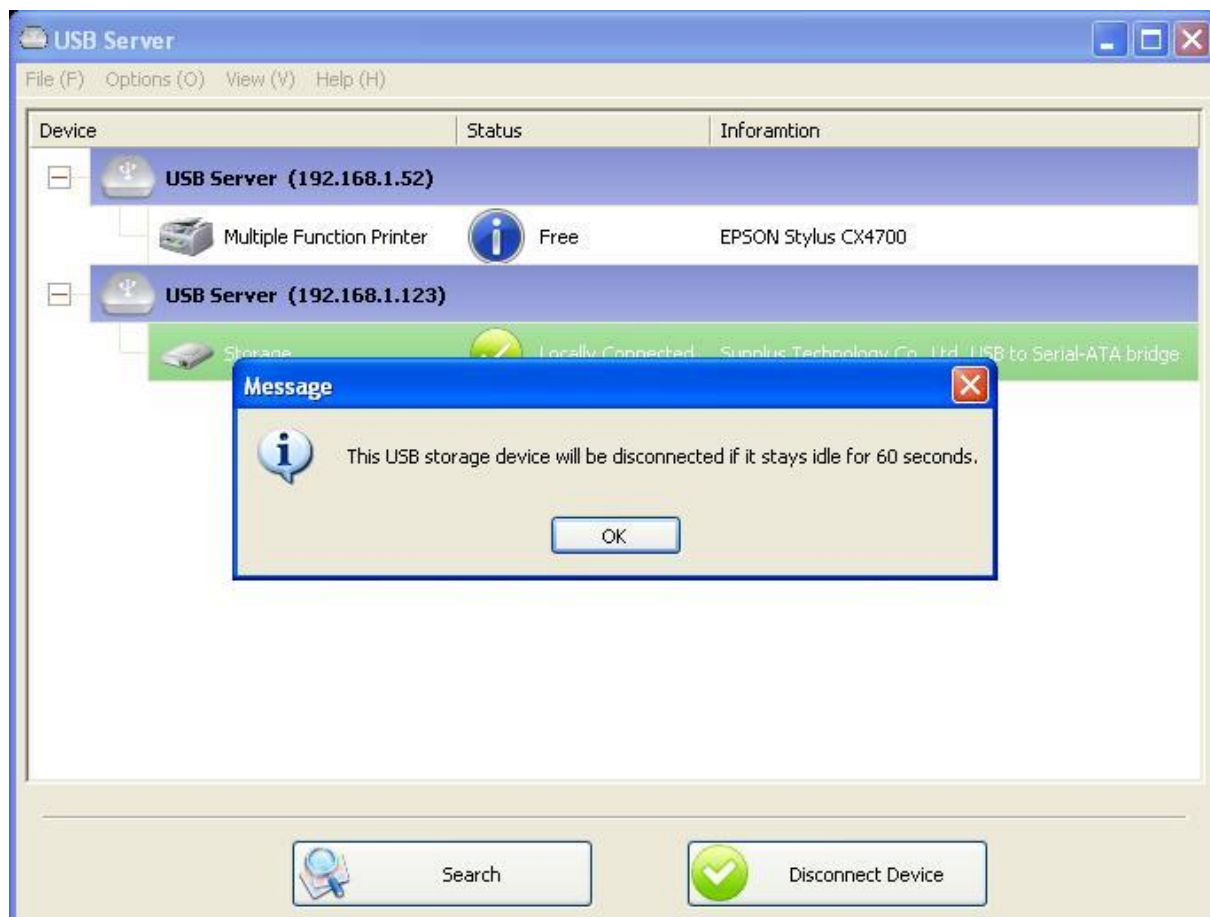 USB Server
File (F) Options (O) View (V) Help (H)
Device Status Inforamtion
USB Server (192.168.1.52)
Multiple Function Printer Free EPSON Stylus CX4700
USB Server (192.168.1.123)
Storage Locally Connected Sunplus Technology Co., Ltd. USB to Serial-ATA bridge
Message
This USB storage device will be disconnected if it stays idle for 60 seconds.
OK
Search Disconnect Device